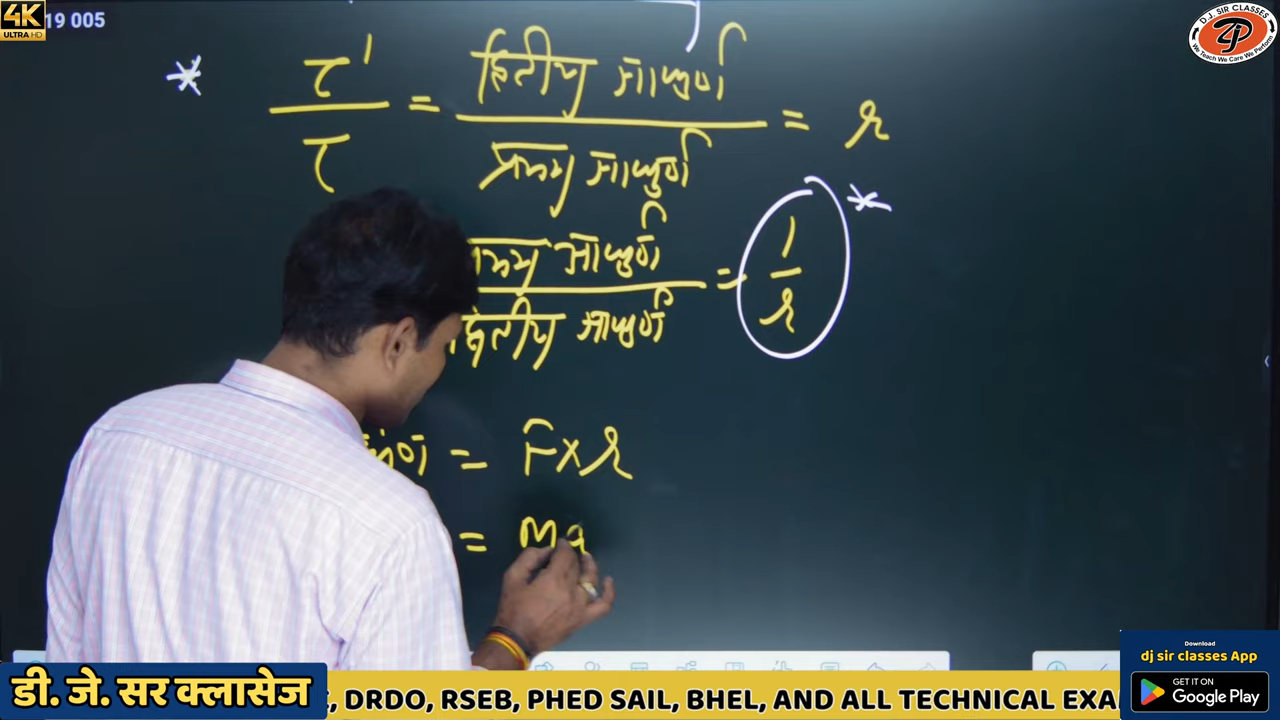 4K
ULTRA HD
19 005
D.J. SIR CLASSES
We Teach We Care We Perform
* τ' / τ = द्वितीय आघूर्ण / प्रथम आघूर्ण = r
आघूर्ण / द्वितीय आघूर्ण = 1 / r *
= F × r
= Ma
डी. जे. सर क्लासेज
, DRDO, RSEB, PHED SAIL, BHEL, AND ALL TECHNICAL EXA
Download
dj sir classes App
GET IT ON
Google Play